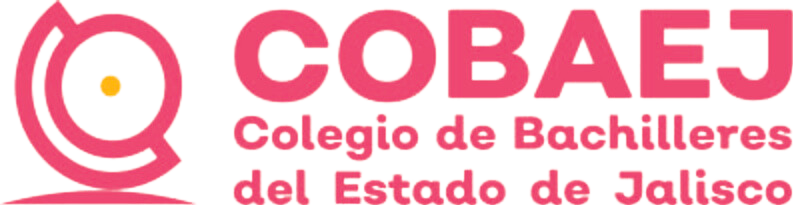 COBAEJ
Colegio de Bachilleres
del Estado de Jalisco